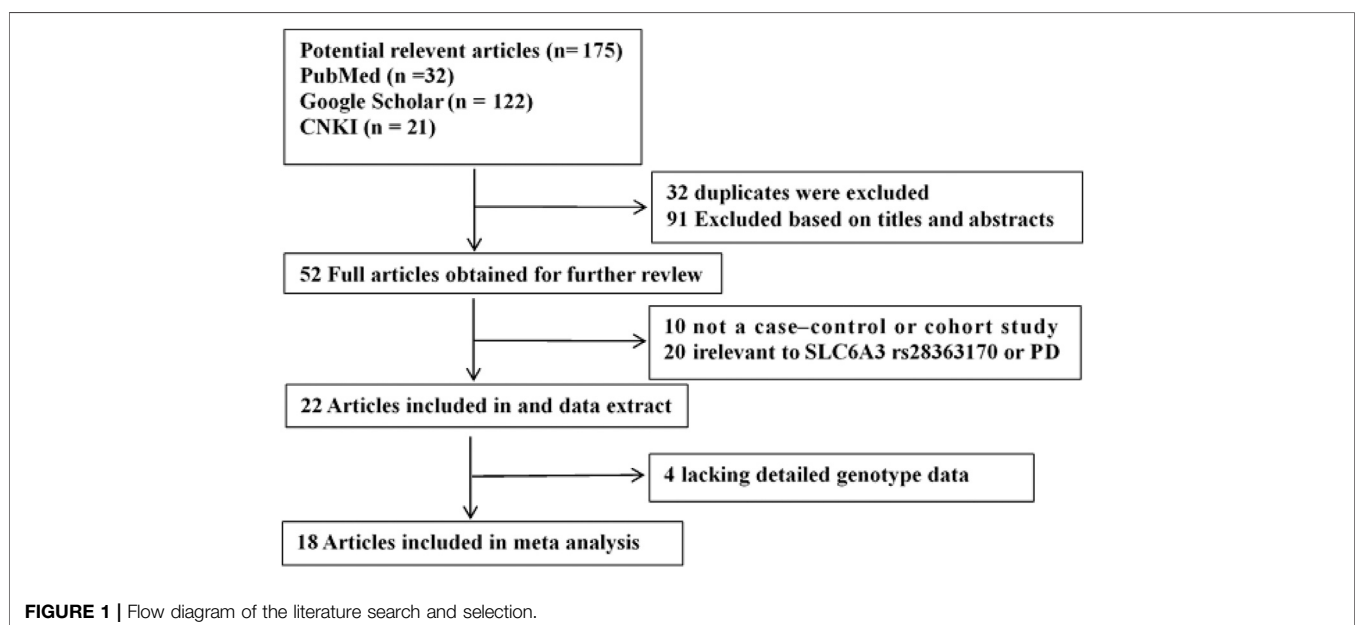 Potential relevent articles (n= 175)
PubMed (n =32)
Google Scholar (n = 122)
CNKI (n = 21)
32 duplicates were excluded
91 Excluded based on titles and abstracts
52 Full articles obtained for further revlew
10 not a case–control or cohort study
20 irelevant to SLC6A3 rs28363170 or PD
22 Articles included in and data extract
4 lacking detailed genotype data
18 Articles included in meta analysis
FIGURE 1 | Flow diagram of the literature search and selection.